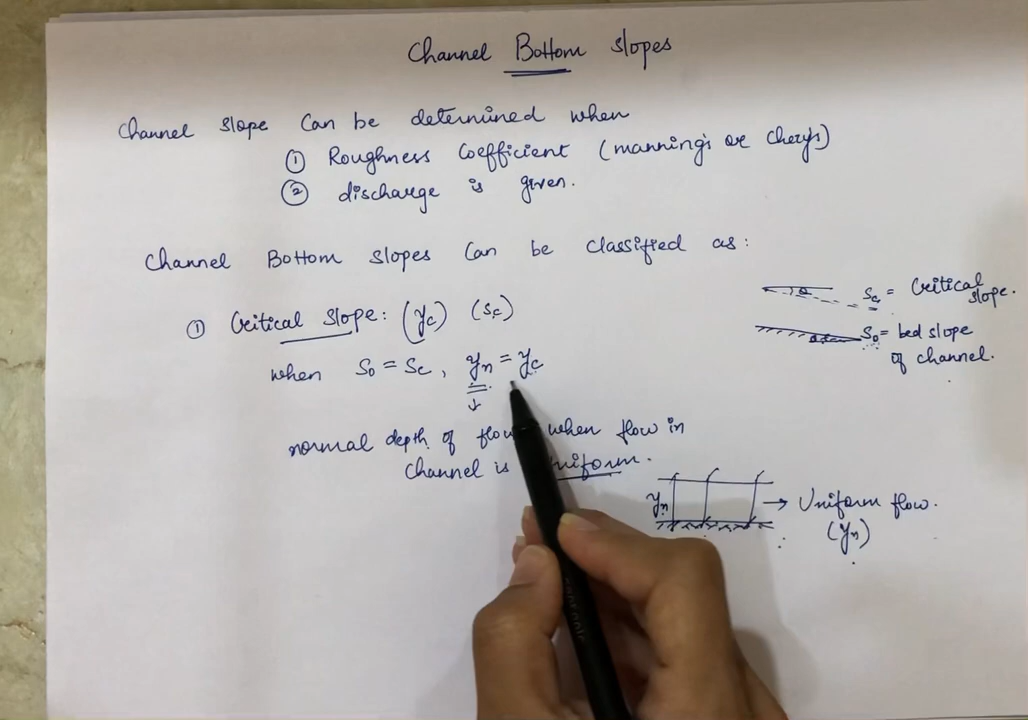 Channel Bottom slopes
Channel slope can be determined when
① Roughness coefficient (manning's or Chezy's)
② discharge is given.
Channel Bottom slopes can be classified as:
① Critical slope: (yc) (Sc)
Sc = Critical slope.
S0 = bed slope of channel.
when S0 = Sc, yn = yc
↓
normal depth of flow when flow in
channel is uniform.
yn → Uniform flow.
(yn)